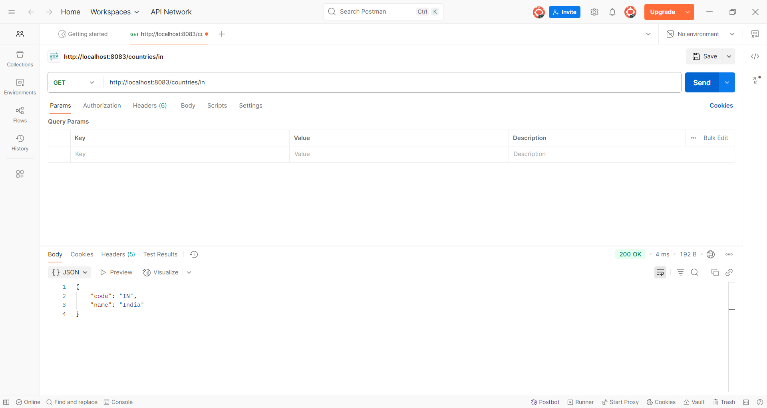 Home Workspaces API Network Search Postman Ctrl K Invite Upgrade
Getting started GET http://localhost:8083/cou No environment
http://localhost:8083/countries/in Save
GET http://localhost:8083/countries/in Send
Params Authorization Headers (6) Body Scripts Settings Cookies
Query Params
Key Value Description Bulk Edit
Key Value Description
Collections
Environments
Flows
History
Body Cookies Headers (5) Test Results 200 OK 4 ms 192 B
{ } JSON Preview Visualize
1 {
2 "code": "IN",
3 "name": "India"
4 }
Online Find and replace Console Postbot Runner Start Proxy Cookies Vault Trash